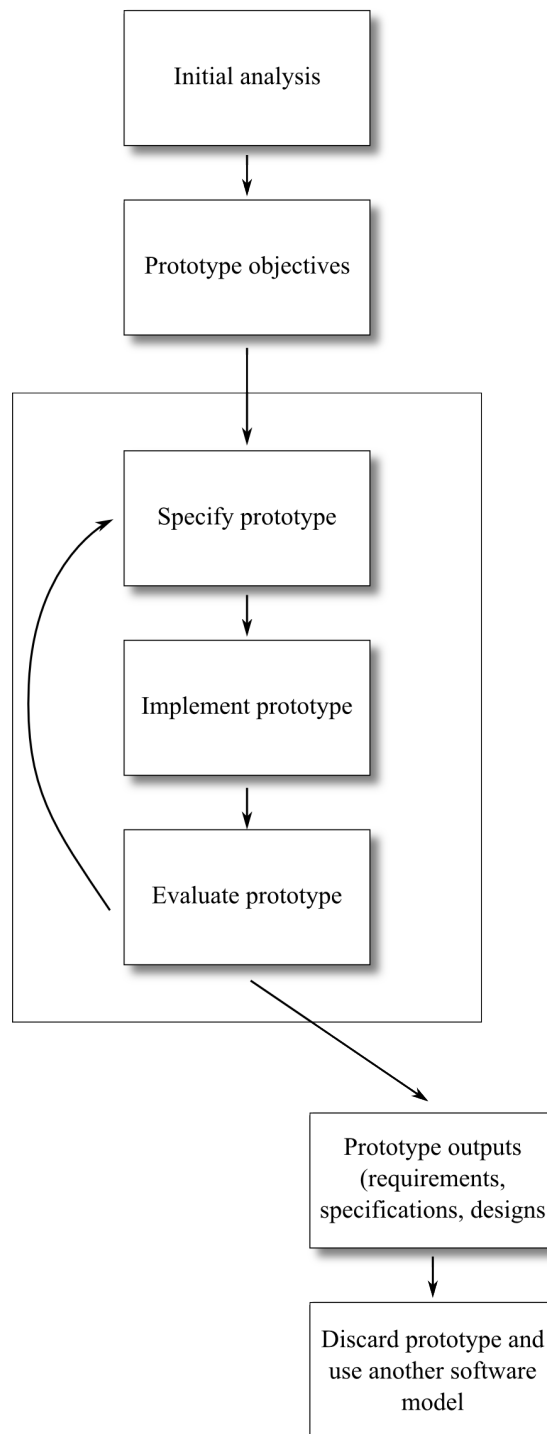 Initial analysis
Prototype objectives
Specify prototype
Implement prototype
Evaluate prototype
Prototype outputs
(requirements,
specifications, designs
Discard prototype and
use another software
model